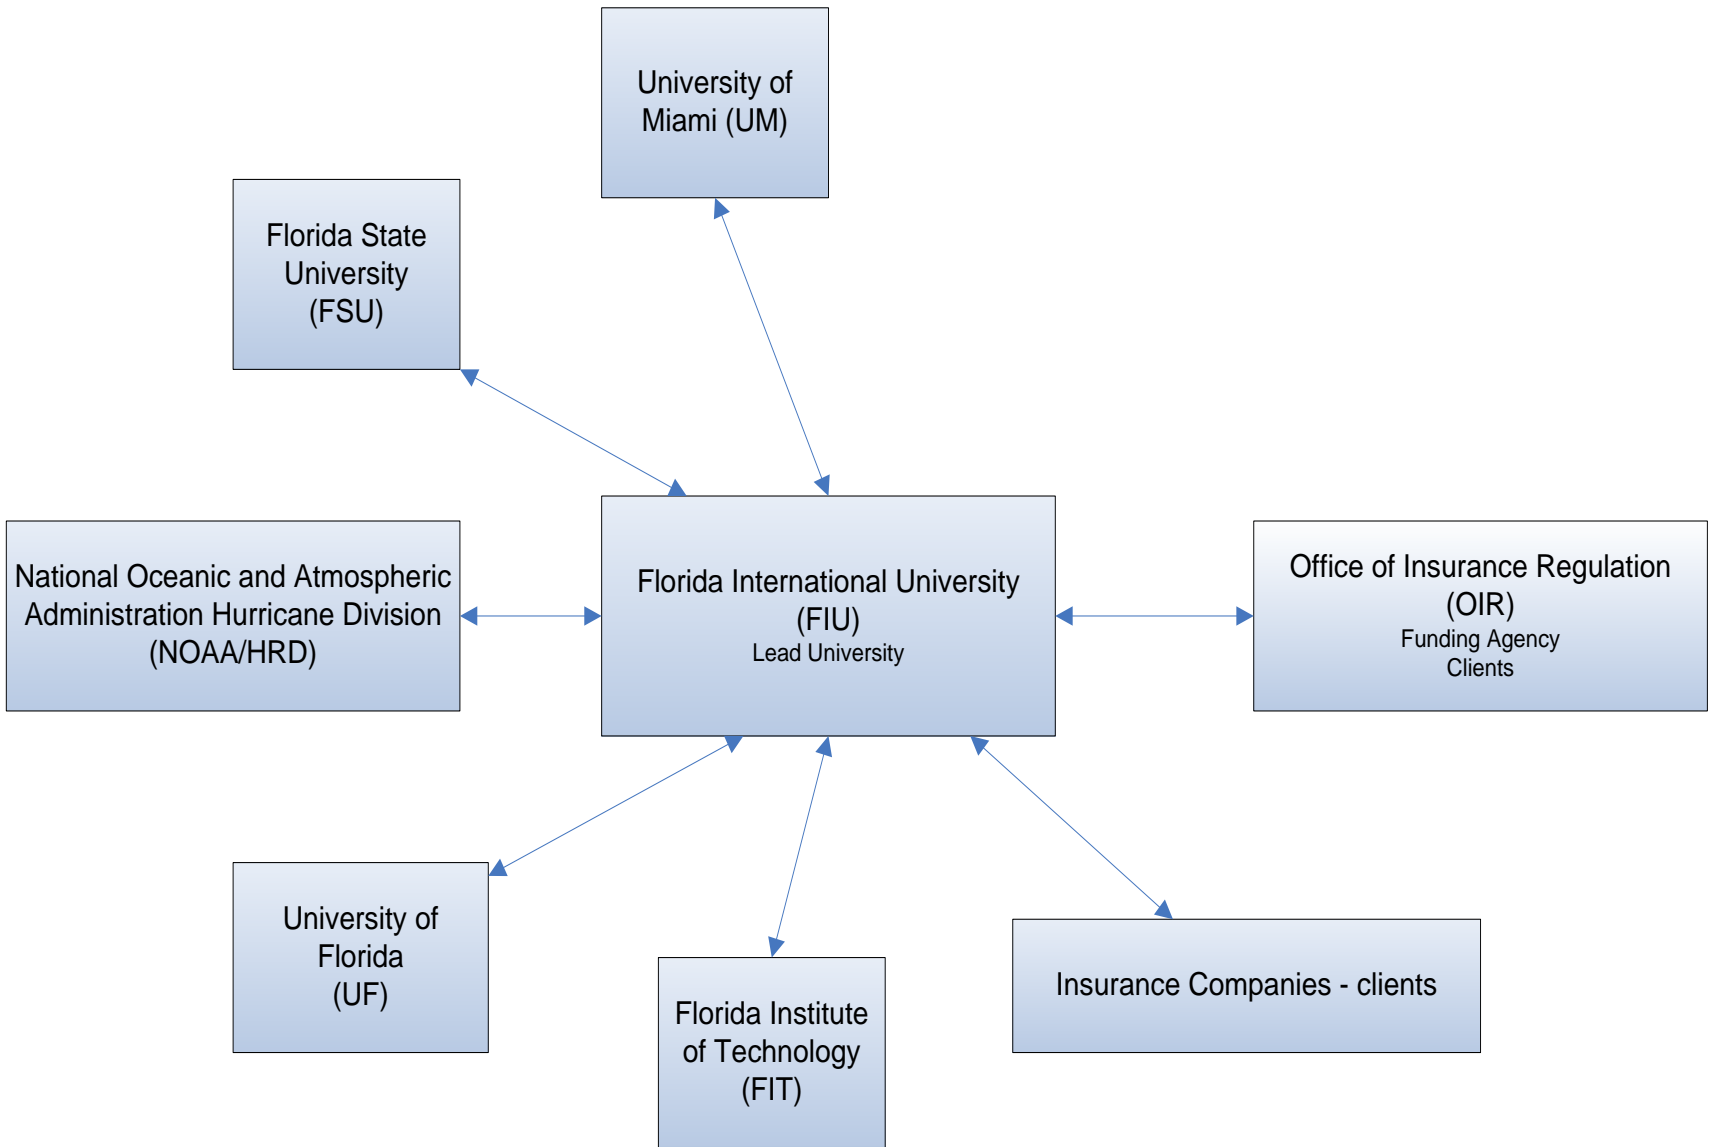 University of
Miami (UM)
Florida State
University
(FSU)
National Oceanic and Atmospheric
Administration Hurricane Division
(NOAA/HRD)
Florida International University
(FIU)
Lead University
Office of Insurance Regulation
(OIR)
Funding Agency
Clients
University of
Florida
(UF)
Florida Institute
of Technology
(FIT)
Insurance Companies - clients